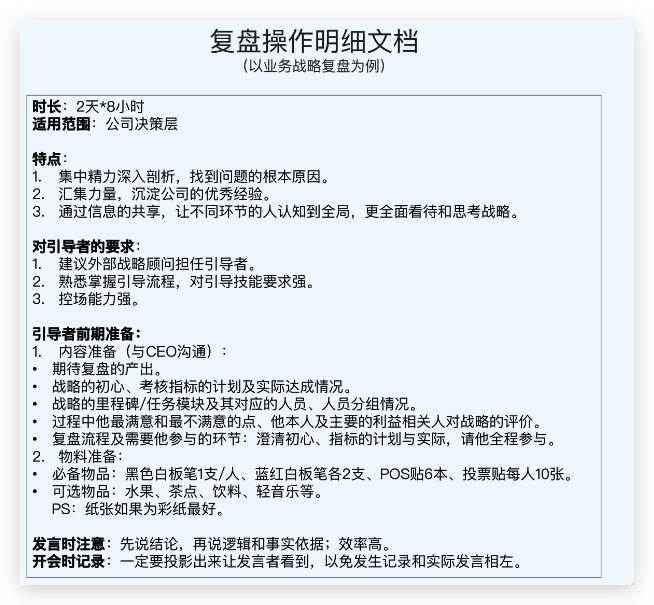 复盘操作明细文档
（以业务战略复盘为例）
时长：2天*8小时
适用范围：公司决策层
特点：
1. 集中精力深入剖析，找到问题的根本原因。
2. 汇集力量，沉淀公司的优秀经验。
3. 通过信息的共享，让不同环节的人认知到全局，更全面看待和思考战略。
对引导者的要求：
1. 建议外部战略顾问担任引导者。
2. 熟悉掌握引导流程，对引导技能要求强。
3. 控场能力强。
引导者前期准备：
1. 内容准备（与CEO沟通）：
• 期待复盘的产出。
• 战略的初心、考核指标的计划及实际达成情况。
• 战略的里程碑/任务模块及其对应的人员、人员分组情况。
• 过程中他最满意和最不满意的点、他本人及主要的利益相关人对战略的评价。
• 复盘流程及需要他参与的环节：澄清初心、指标的计划与实际，请他全程参与。
2. 物料准备：
• 必备物品：黑色白板笔1支/人、蓝红白板笔各2支、POS贴6本、投票贴每人10张。
• 可选物品：水果、茶点、饮料、轻音乐等。
PS：纸张如果为彩纸最好。
发言时注意：先说结论，再说逻辑和事实依据；效率高。
开会时记录：一定要投影出来让发言者看到，以免发生记录和实际发言相左。